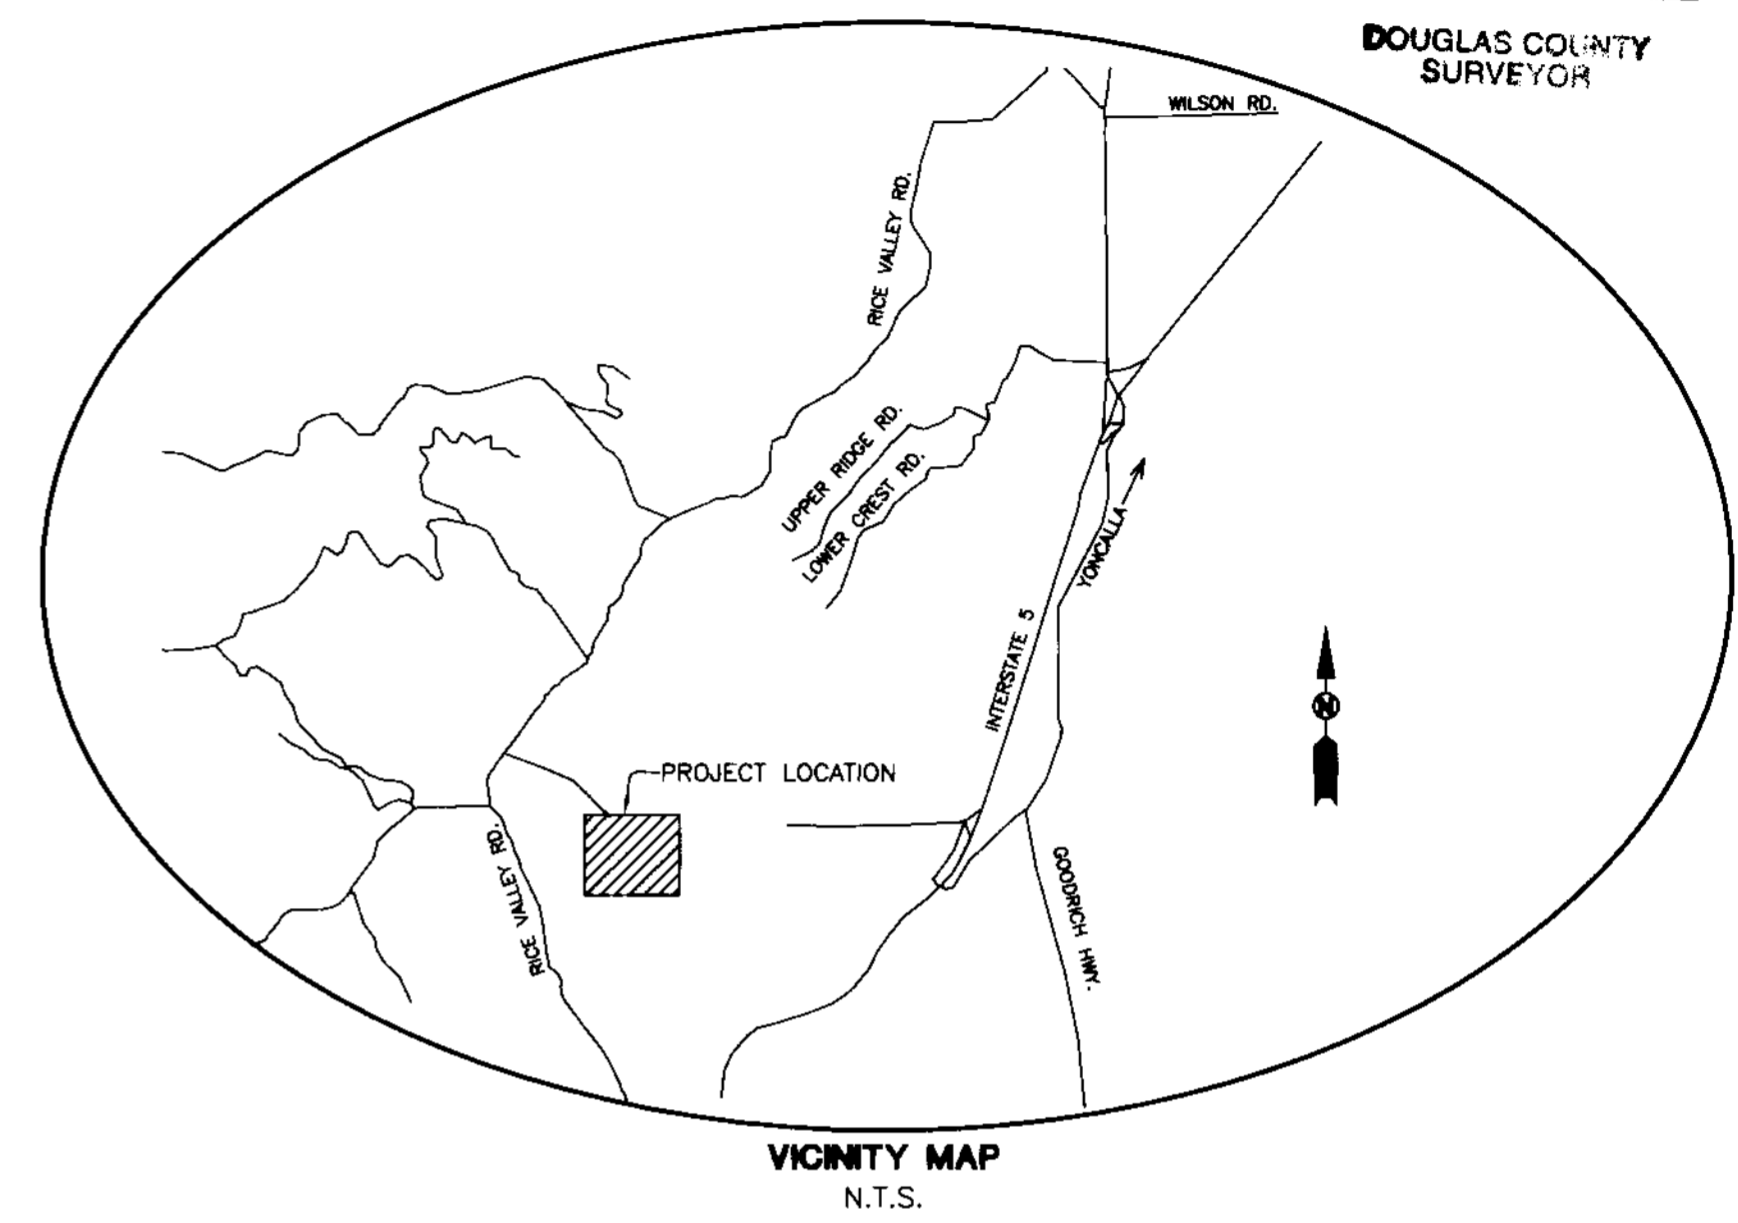 DOUGLAS COUNTY
SURVEYOR
WILSON RD.
RICE VALLEY RD.
UPPER RIDGE RD.
LOWER CREST RD.
YONCALLA
INTERSTATE 5
N
PROJECT LOCATION
RICE VALLEY RD.
GOODRICH HWY.
VICINITY MAP
N.T.S.